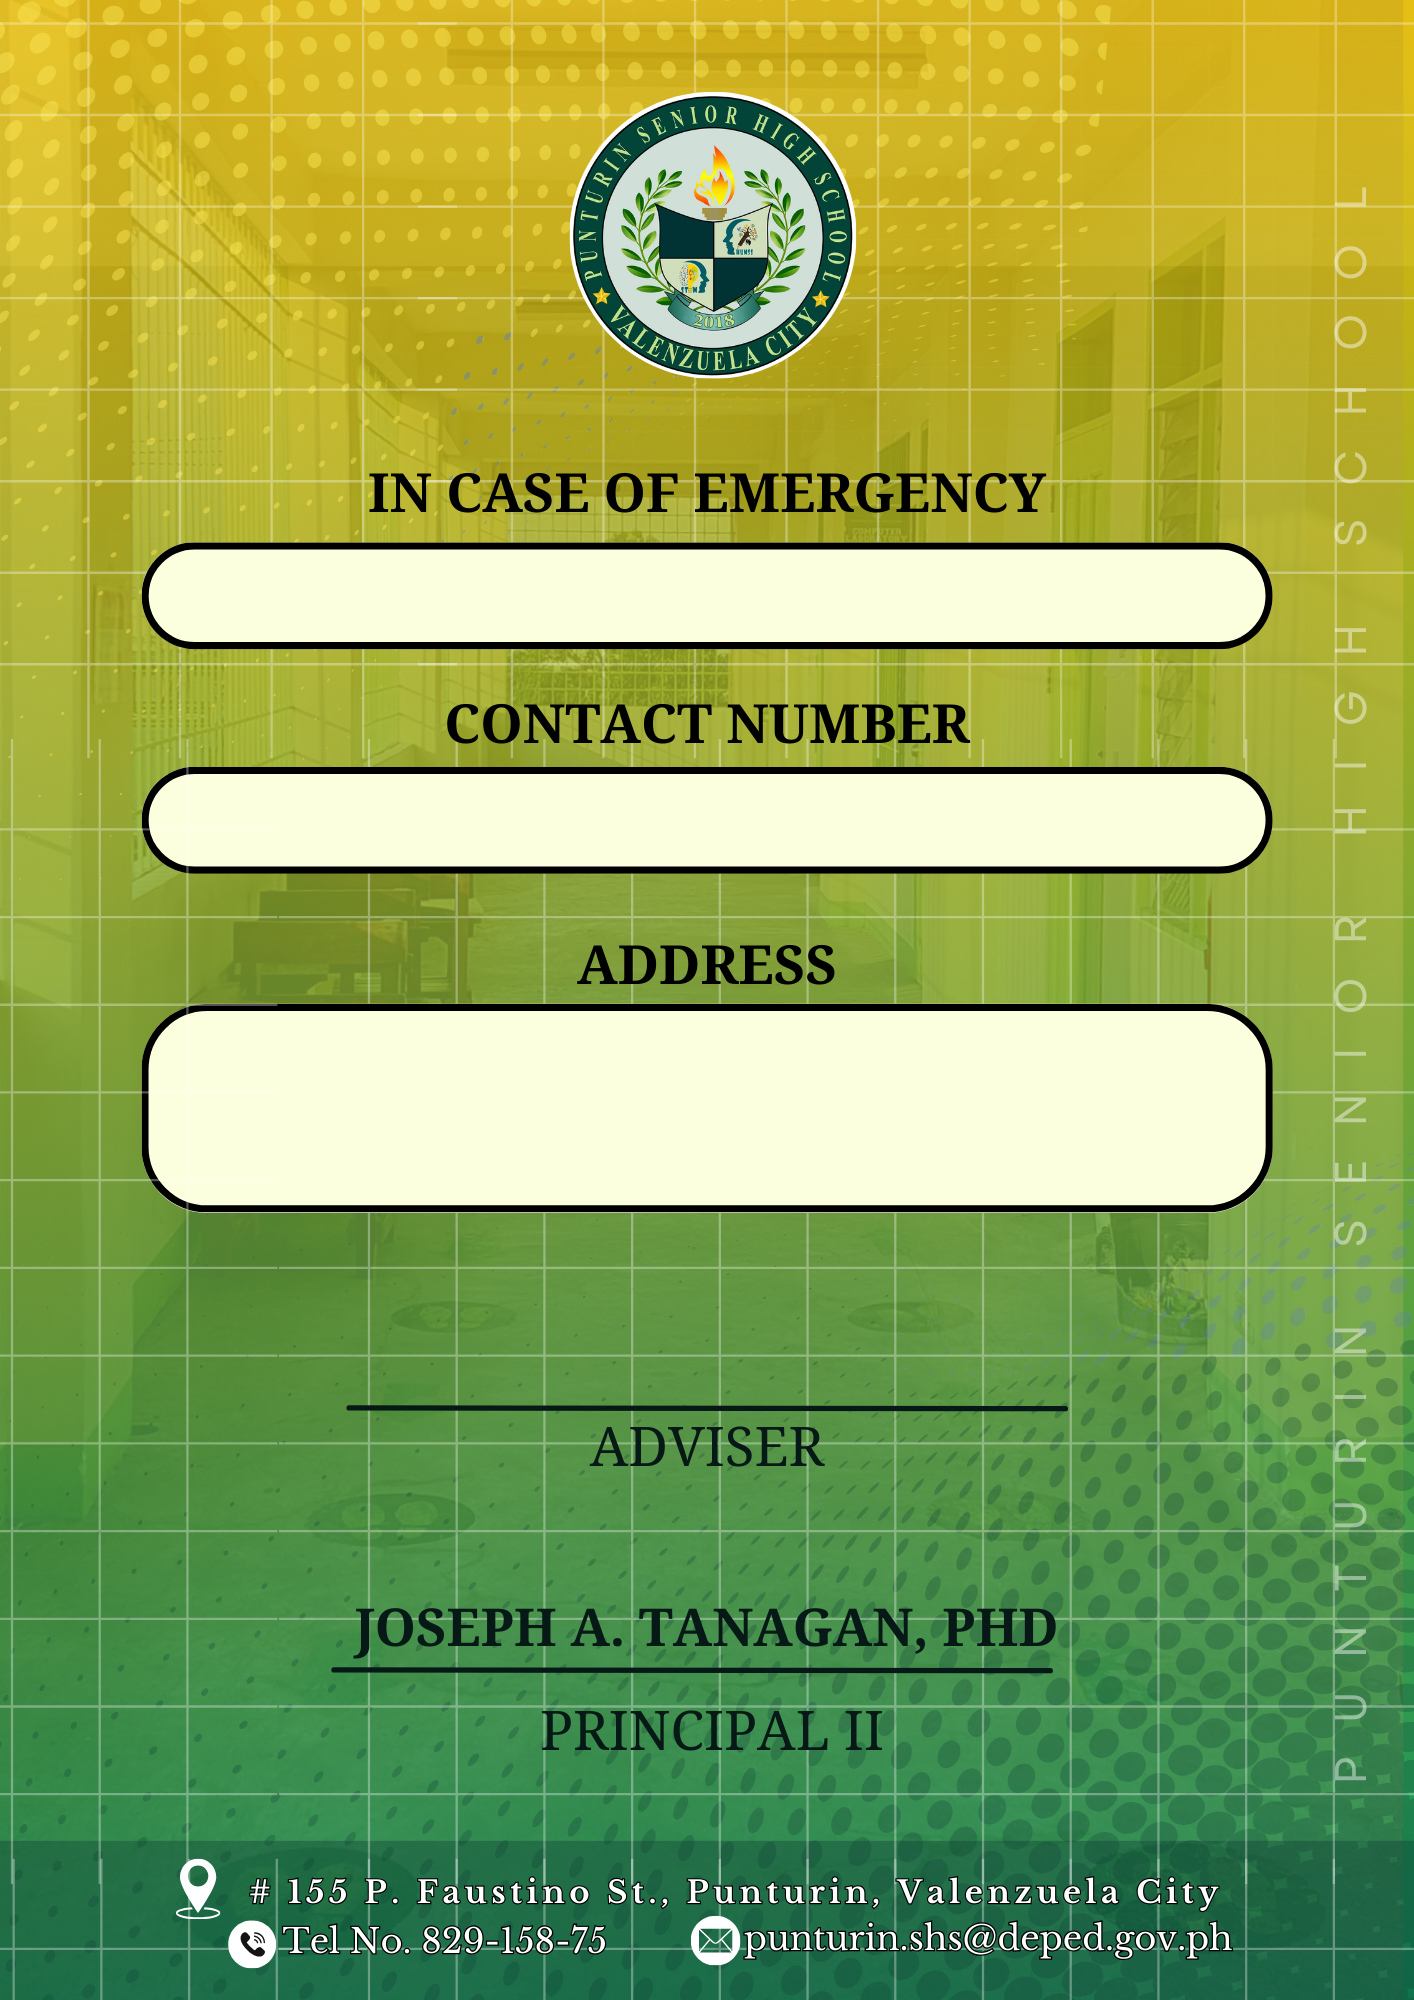 PUNTURIN SENIOR HIGH SCHOOL
HUMSS
STEM
2018
VALENZUELA CITY
IN CASE OF EMERGENCY
CONTACT NUMBER
ADDRESS
ADVISER
JOSEPH A. TANAGAN, PHD
PRINCIPAL II
# 155 P. Faustino St., Punturin, Valenzuela City
Tel No. 829-158-75
punturin.shs@deped.gov.ph
PUNTURIN SENIOR HIGH SCHOOL